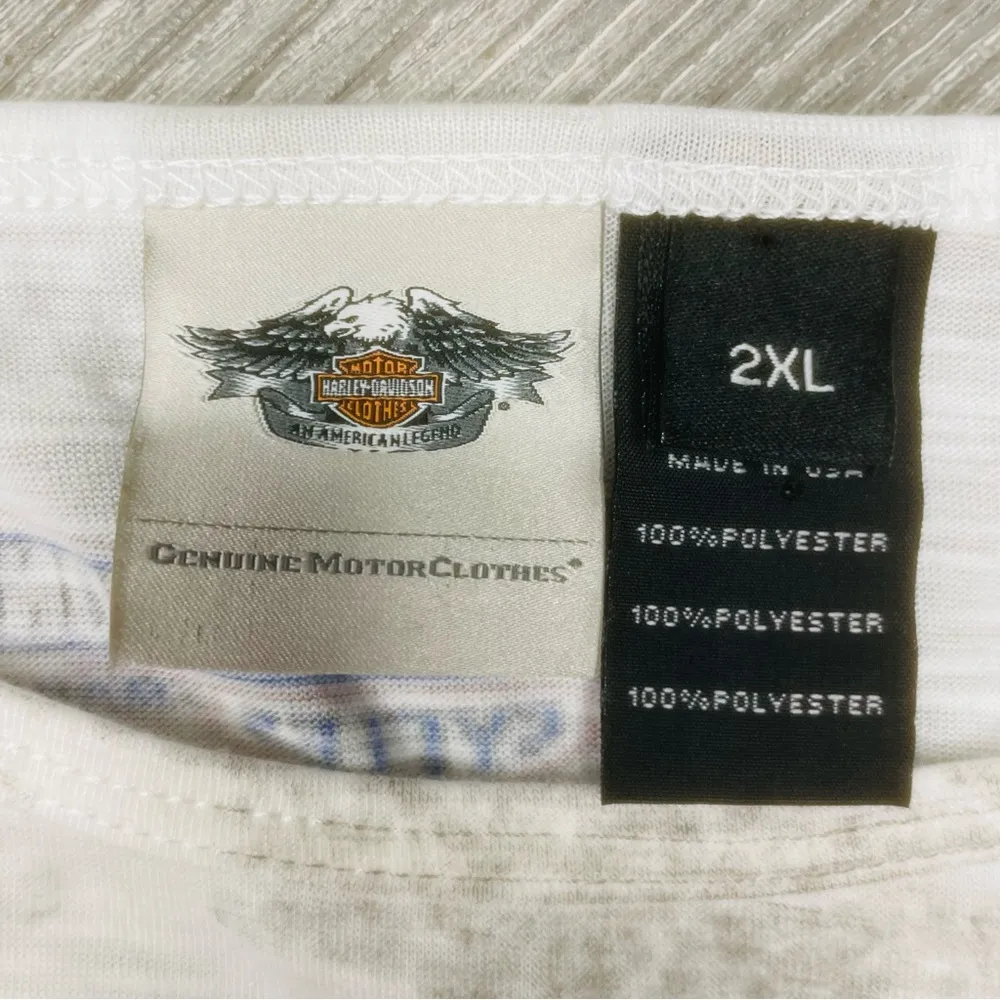 MOTOR
HARLEY-DAVIDSON
CLOTHES
AN AMERICAN LEGEND
®
GENUINE MOTORCLOTHES®
2XL
MADE IN USA
100%POLYESTER
100%POLYESTER
100%POLYESTER